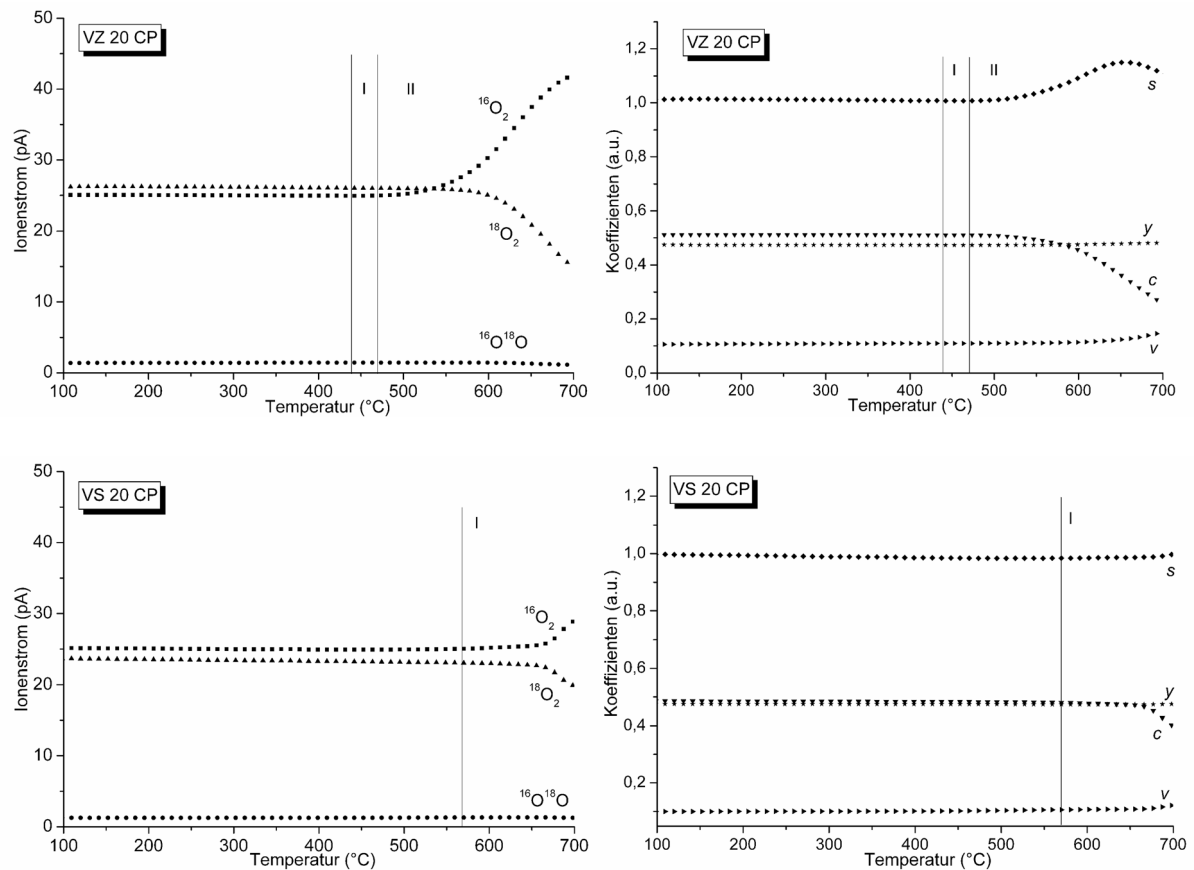 VZ 20 CP
Ionenstrom (pA)
50
40
30
20
10
0
I
II
16O2
18O2
16O18O
100 200 300 400 500 600 700
Temperatur (°C)
VZ 20 CP
Koeffizienten (a.u.)
1,2
1,0
0,8
0,6
0,4
0,2
0,0
I
II
s
y
c
v
100 200 300 400 500 600 700
Temperatur (°C)
VS 20 CP
Ionenstrom (pA)
50
40
30
20
10
0
I
16O2
18O2
16O18O
100 200 300 400 500 600 700
Temperatur (°C)
VS 20 CP
Koeffizienten (a.u.)
1,2
1,0
0,8
0,6
0,4
0,2
I
s
y
c
v
100 200 300 400 500 600 700
Temperatur (°C)